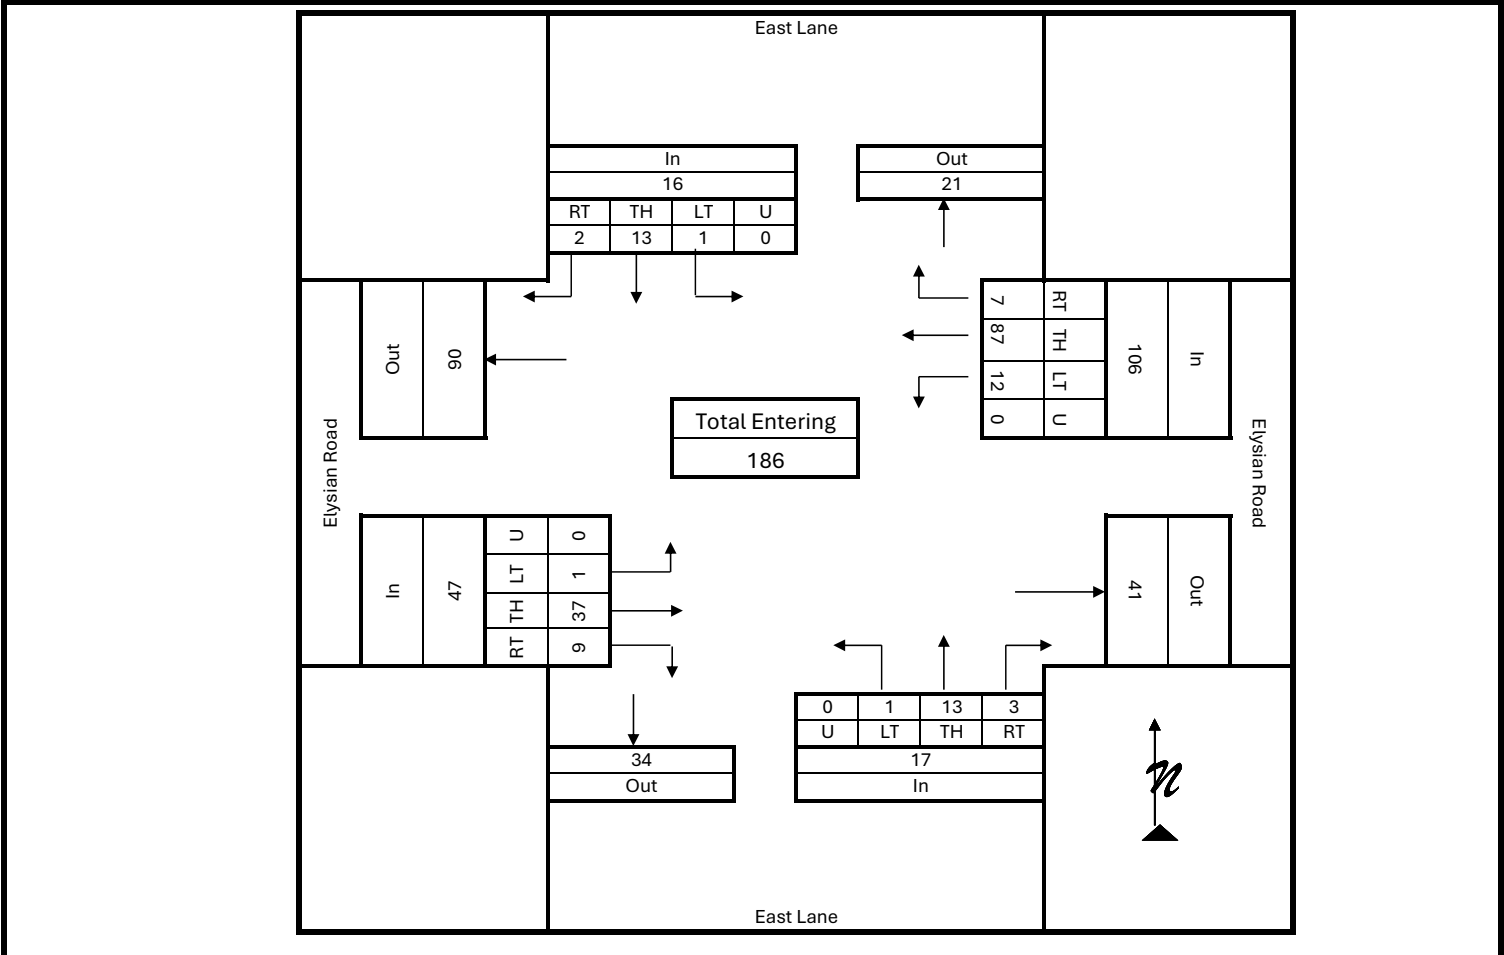 East Lane
In
16
RT TH LT U
2 13 1 0
Out
21
Out
90
7 RT
87 TH
12 LT
0 U
106
In
Total Entering
186
Elysian Road
Elysian Road
In
47
U 0
LT 1
TH 37
RT 9
41
Out
0 1 13 3
U LT TH RT
17
In
34
Out
N
East Lane